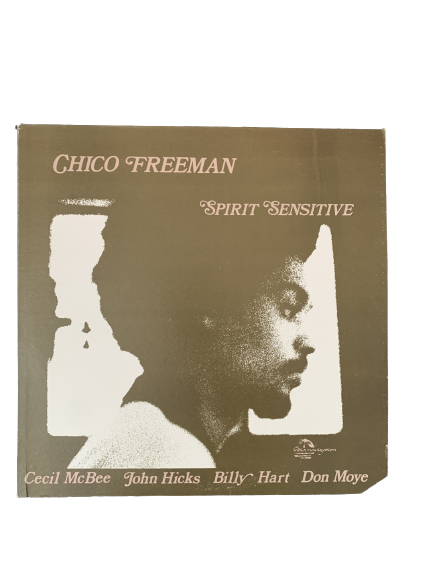 CHICO FREEMAN
SPIRIT SENSITIVE
Cecil McBee John Hicks Billy Hart Don Moye